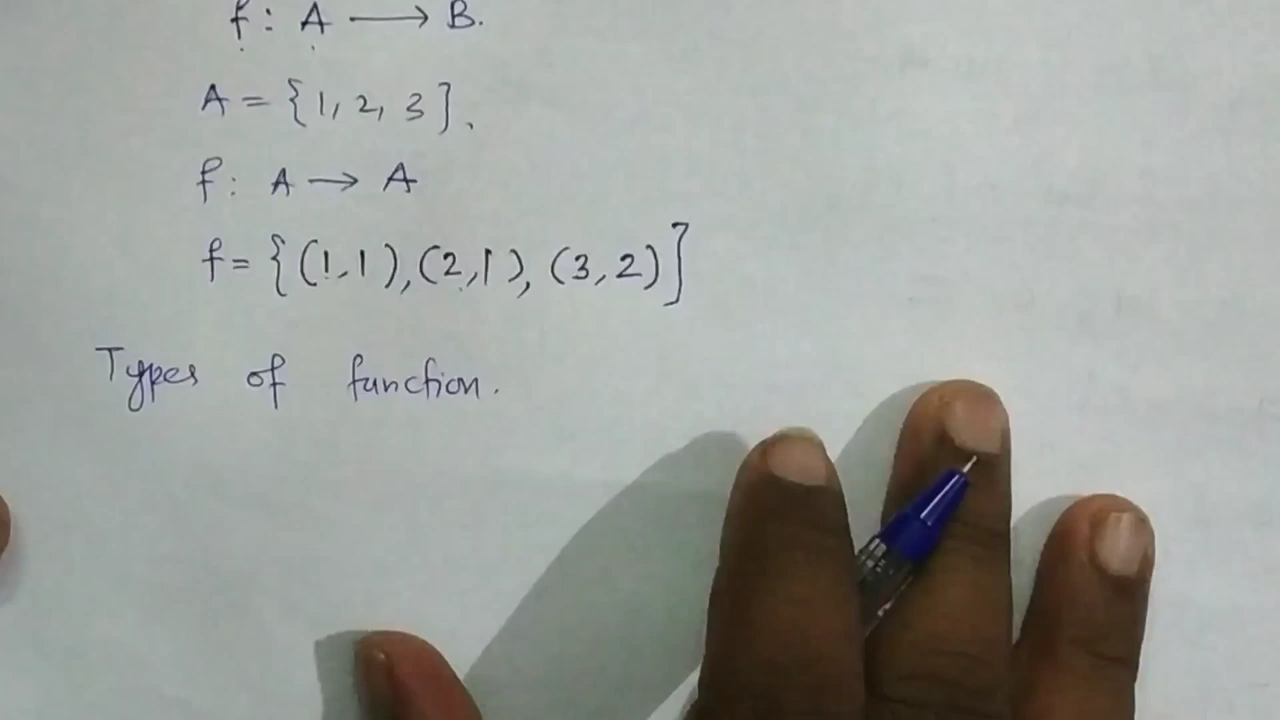 f: A ⟶ B.
A = {1, 2, 3}.
f: A → A
f = {(1,1), (2,1), (3,2)}
Types of function.